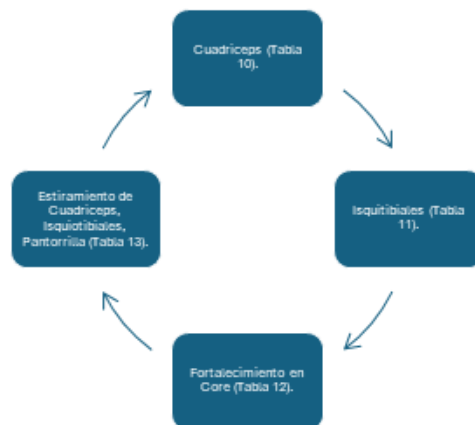 Cuadriceps (Tabla
10).
Isquitibiales (Tabla
11).
Fortalecimiento en
Core (Tabla 12).
Estiramiento de
Cuadriceps,
Isquiotibiales,
Pantorrilla (Tabla 13).